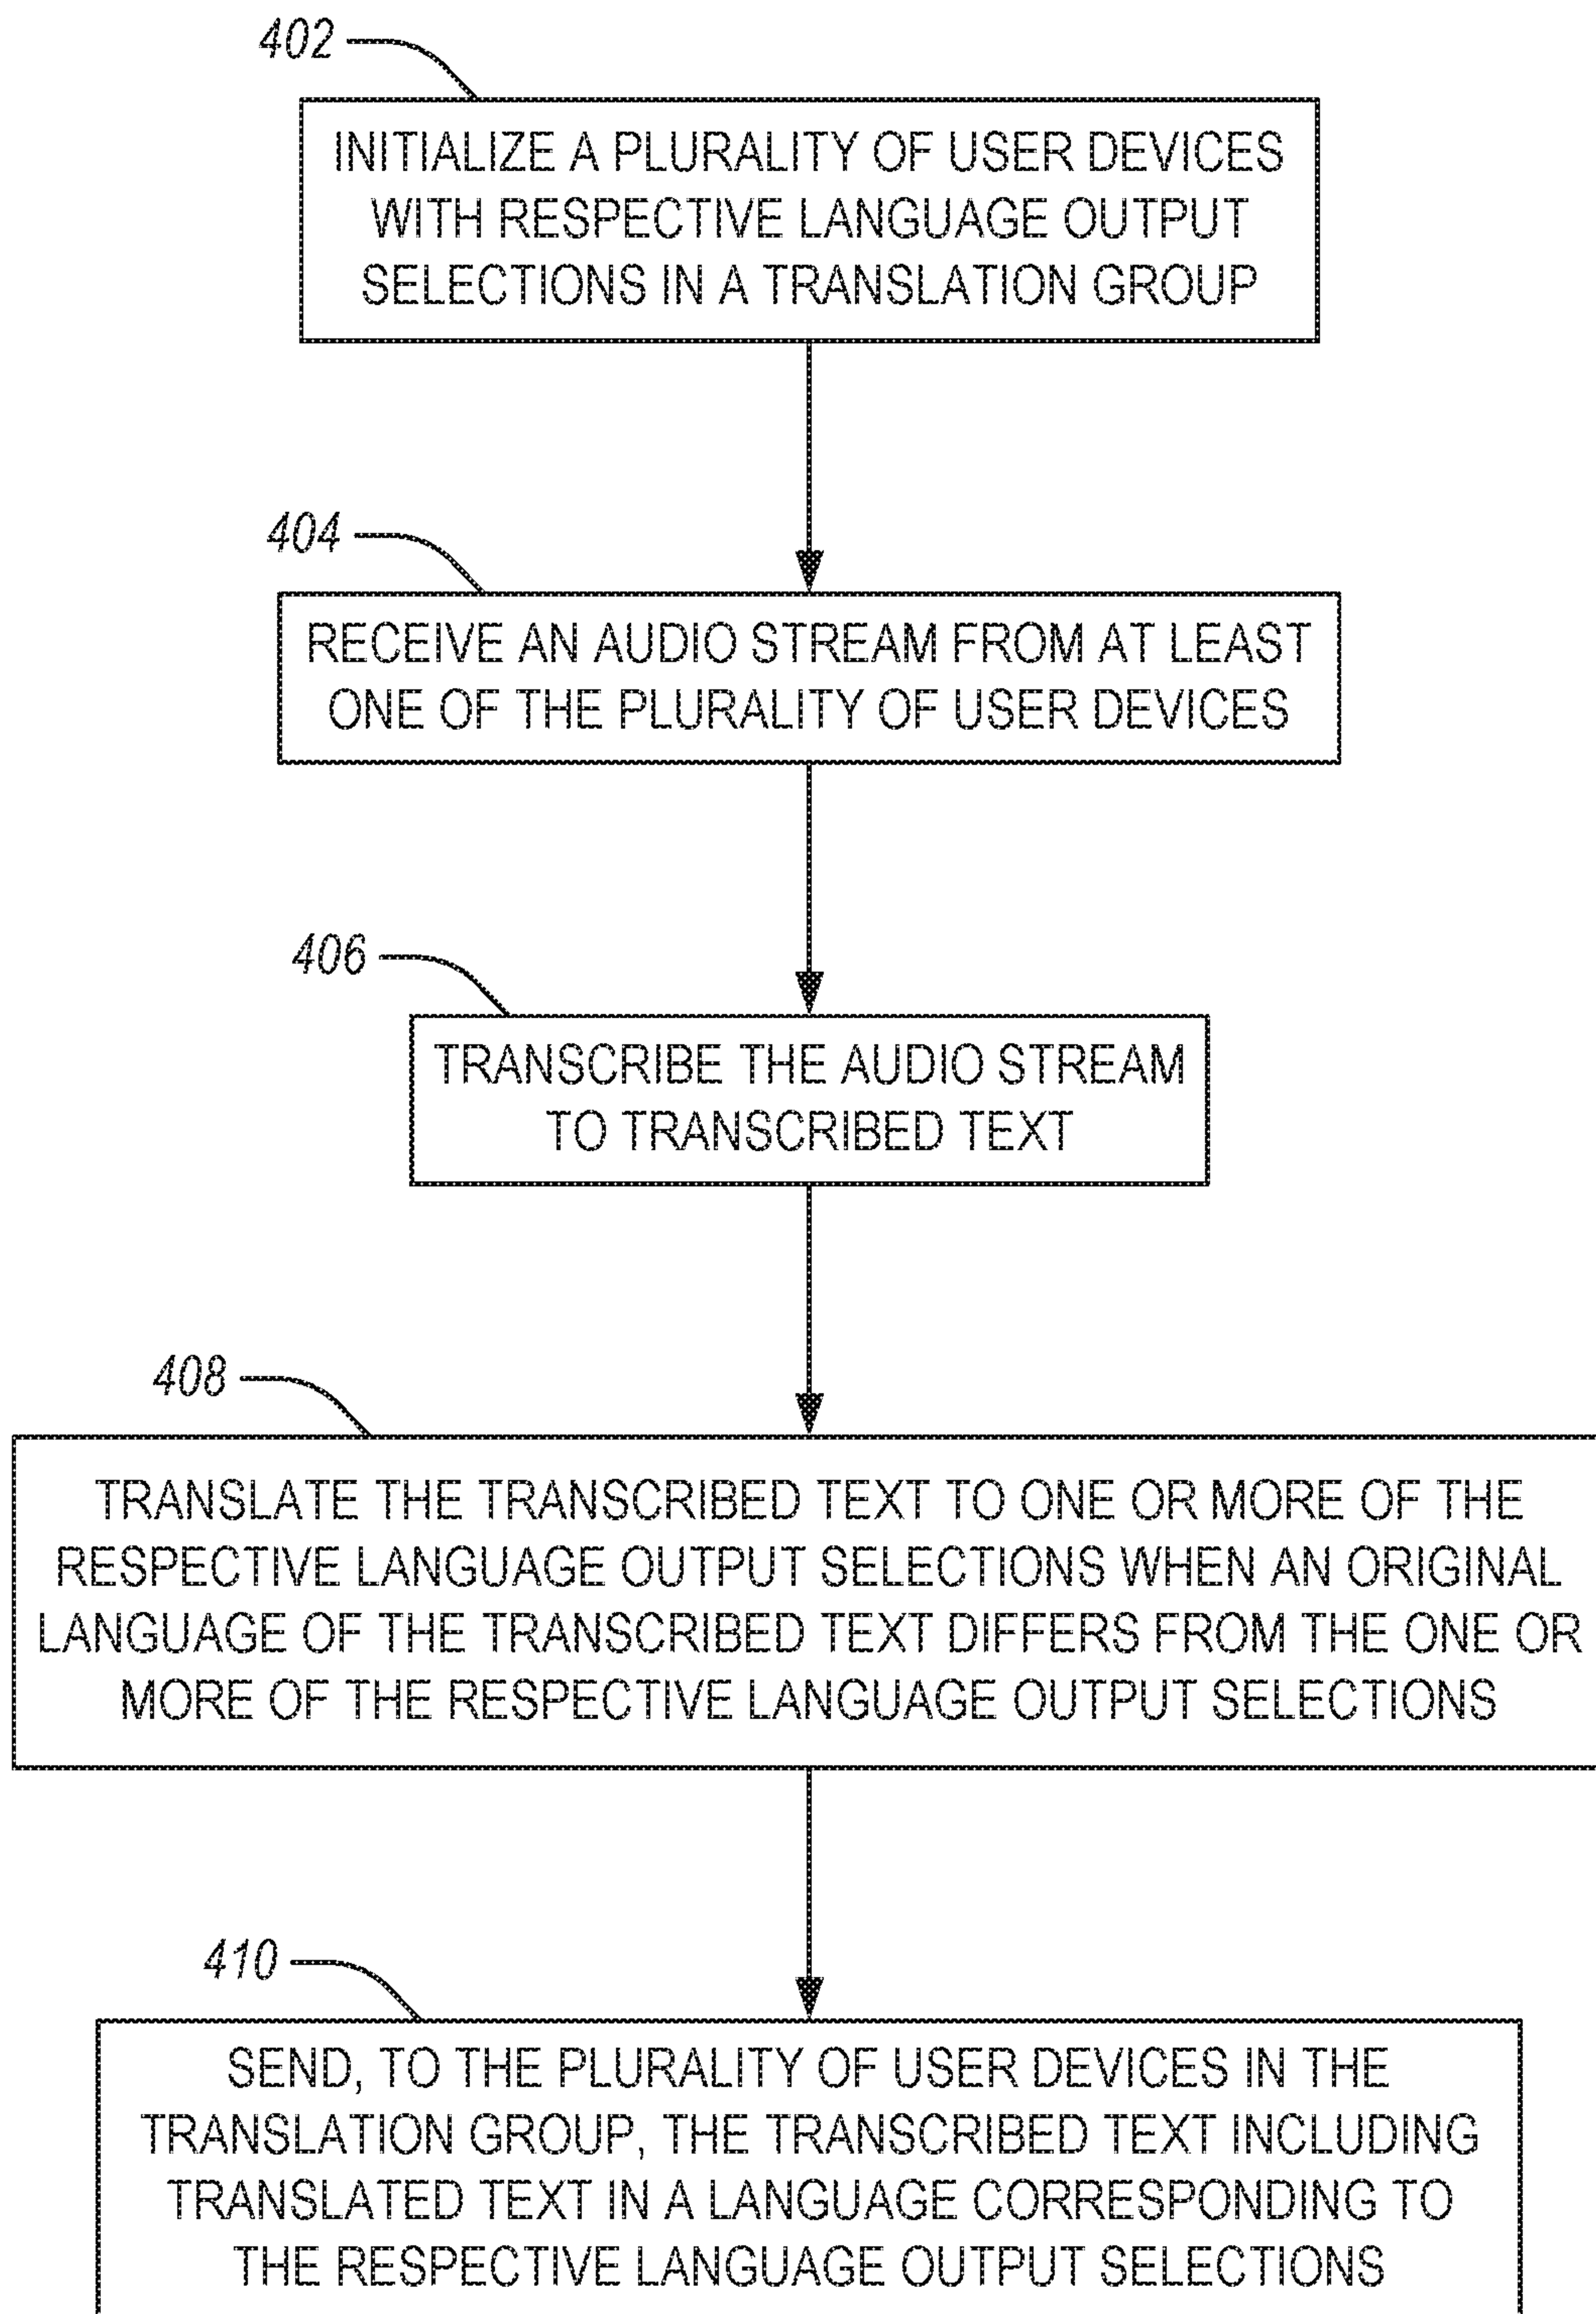 402
INITIALIZE A PLURALITY OF USER DEVICES
WITH RESPECTIVE LANGUAGE OUTPUT
SELECTIONS IN A TRANSLATION GROUP
404
RECEIVE AN AUDIO STREAM FROM AT LEAST
ONE OF THE PLURALITY OF USER DEVICES
406
TRANSCRIBE THE AUDIO STREAM
TO TRANSCRIBED TEXT
408
TRANSLATE THE TRANSCRIBED TEXT TO ONE OR MORE OF THE
RESPECTIVE LANGUAGE OUTPUT SELECTIONS WHEN AN ORIGINAL
LANGUAGE OF THE TRANSCRIBED TEXT DIFFERS FROM THE ONE OR
MORE OF THE RESPECTIVE LANGUAGE OUTPUT SELECTIONS
410
SEND, TO THE PLURALITY OF USER DEVICES IN THE
TRANSLATION GROUP, THE TRANSCRIBED TEXT INCLUDING
TRANSLATED TEXT IN A LANGUAGE CORRESPONDING TO
THE RESPECTIVE LANGUAGE OUTPUT SELECTIONS